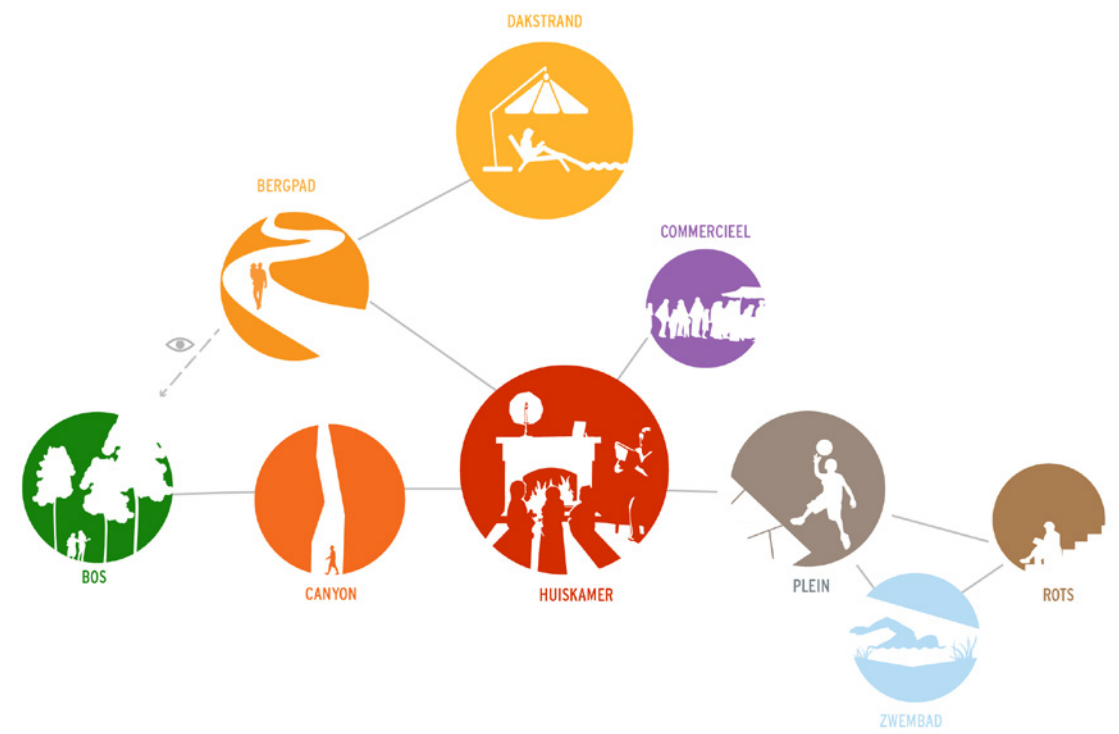 DAKSTRAND
BERGPAD
COMMERCIEEL
BOS
CANYON
HUISKAMER
PLEIN
ROTS
ZWEMBAD